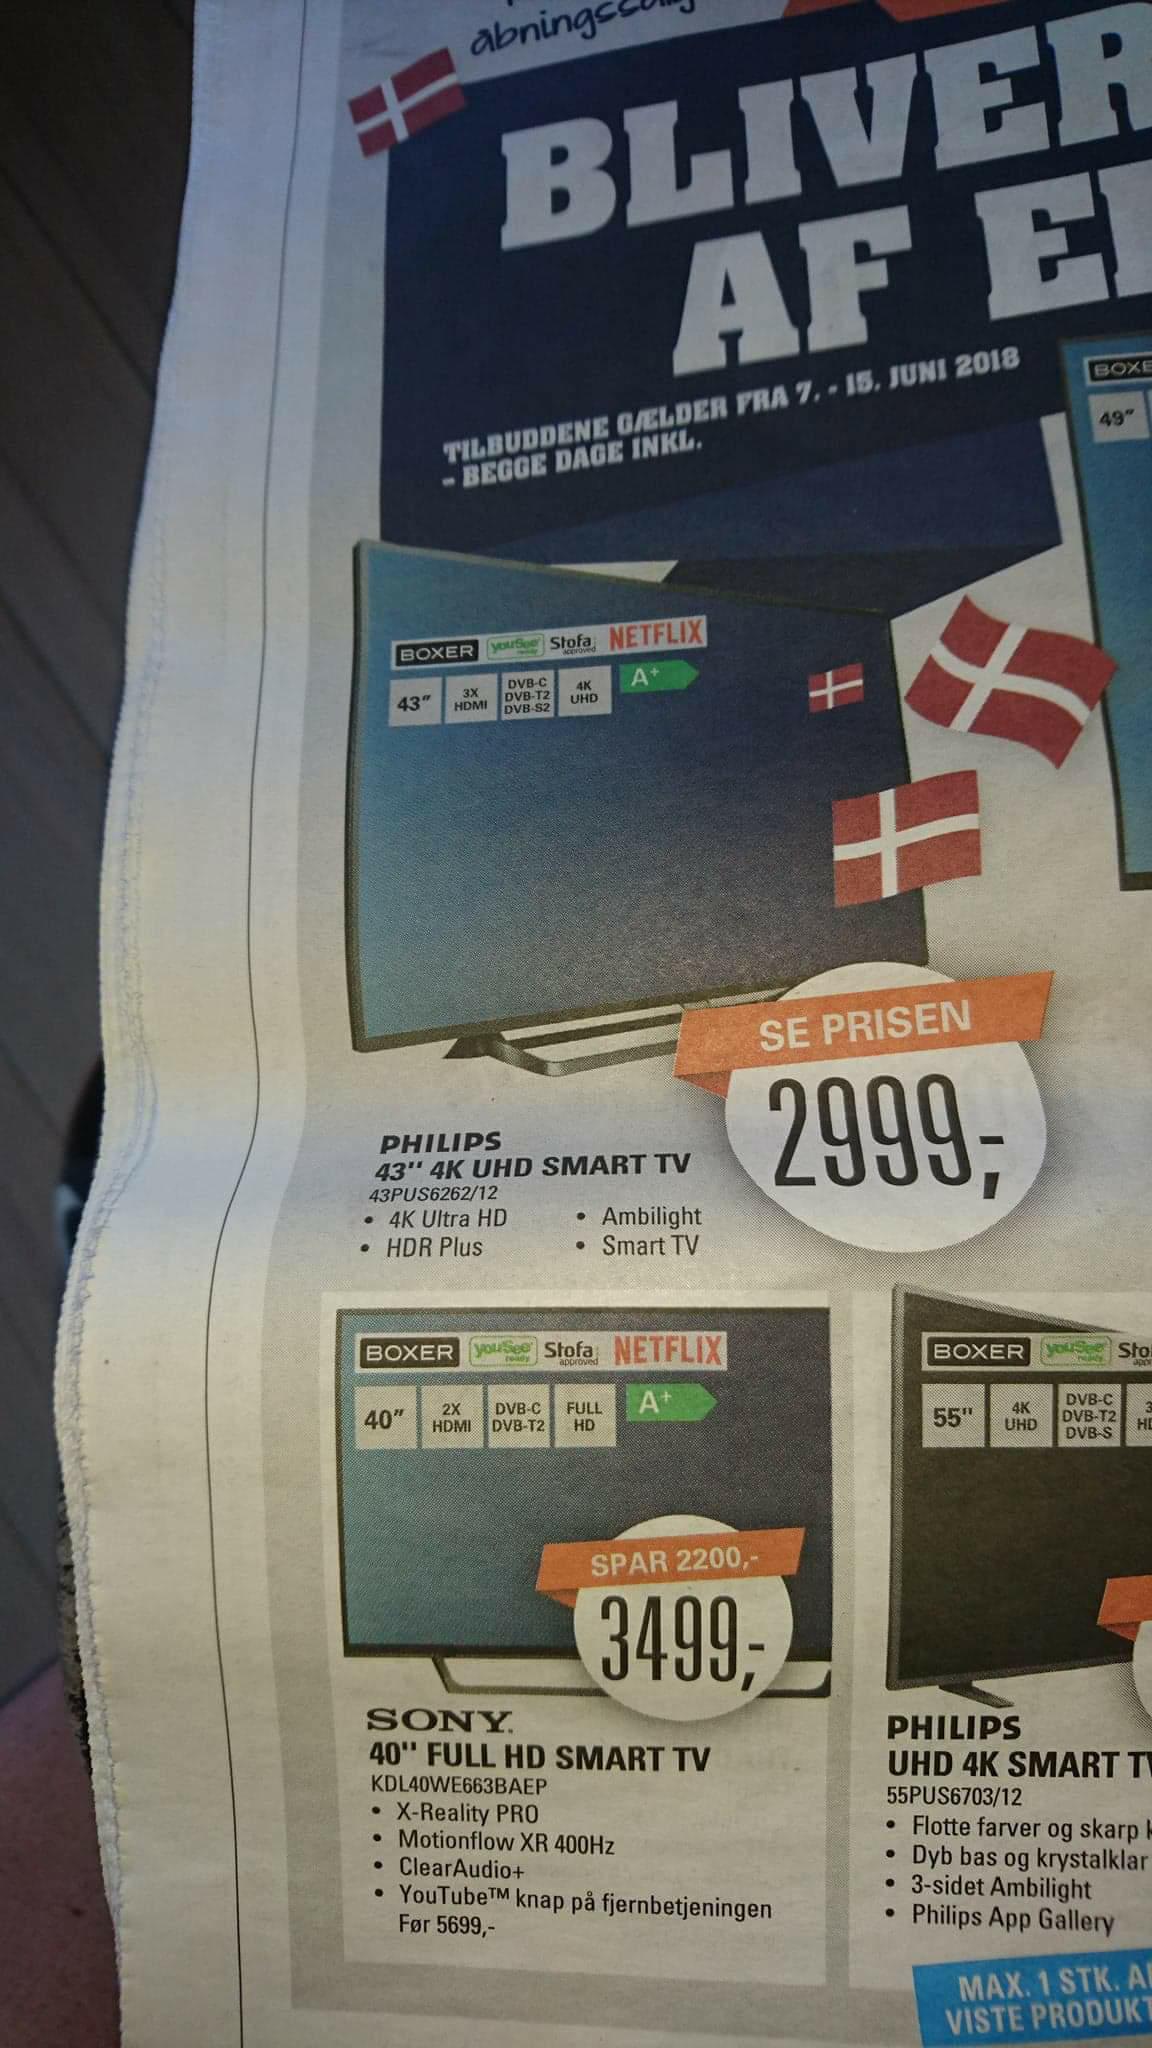 åbningssalg
BLIVER
AF
TILBUDDENE GÆLDER FRA 7. - 15. JUNI 2018
- BEGGE DAGE INKL.
BOXER
49"
BOXER youSee ready Stofa approved NETFLIX
43" 3X HDMI DVB-C DVB-T2 DVB-S2 4K UHD A+
SE PRISEN
2999,-
PHILIPS
43" 4K UHD SMART TV
43PUS6262/12
• 4K Ultra HD • Ambilight
• HDR Plus • Smart TV
BOXER youSee ready Stofa approved NETFLIX
40" 2X HDMI DVB-C DVB-T2 FULL HD A+
SPAR 2200,-
3499,-
SONY
40" FULL HD SMART TV
KDL40WE663BAEP
• X-Reality PRO
• Motionflow XR 400Hz
• ClearAudio+
• YouTube™ knap på fjernbetjeningen
Før 5699,-
BOXER youSee ready
55" 4K UHD DVB-C DVB-T2 DVB-S
PHILIPS
UHD 4K SMART TV
55PUS6703/12
• Flotte farver og skarp
• Dyb bas og krystalklar
• 3-sidet Ambilight
• Philips App Gallery
MAX. 1 STK.
VISTE